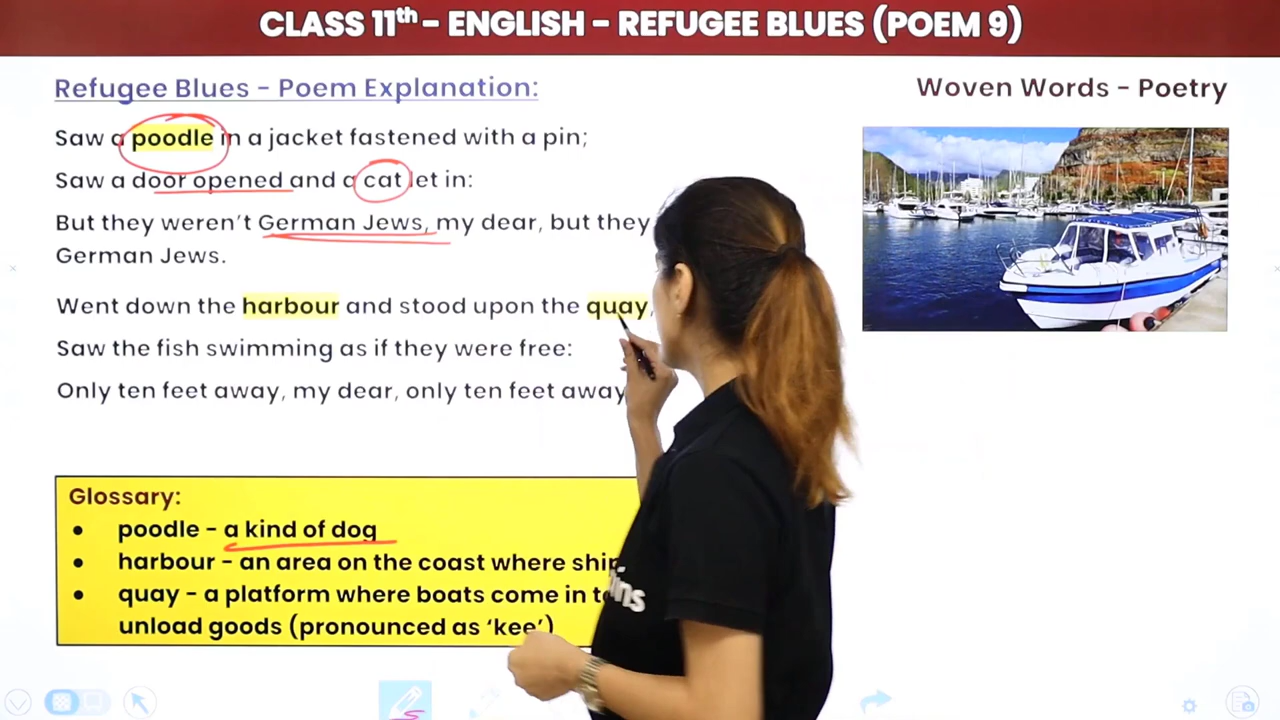 CLASS 11th - ENGLISH - REFUGEE BLUES (POEM 9)
Refugee Blues - Poem Explanation:
Woven Words - Poetry
Saw a poodle in a jacket fastened with a pin;
Saw a door opened and a cat let in:
But they weren't German Jews, my dear, but they
German Jews.
Went down the harbour and stood upon the quay,
Saw the fish swimming as if they were free:
Only ten feet away, my dear, only ten feet away
Glossary:
● poodle - a kind of dog
● harbour - an area on the coast where
● quay - a platform where boats come in
unload goods (pronounced as 'kee')